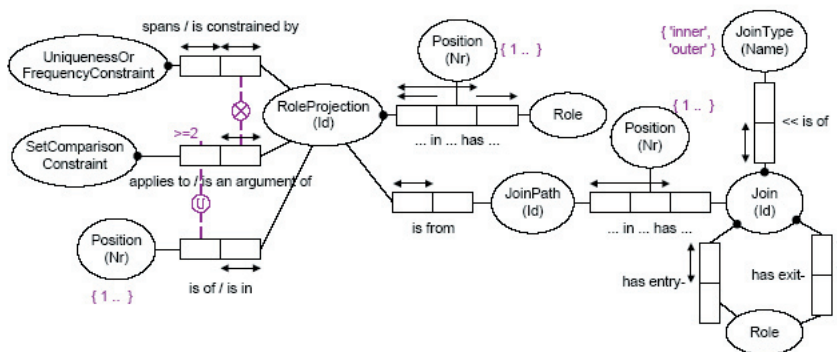 spans / is constrained by
UniquenessOr
FrequencyConstraint
Position
(Nr)
{ 1 .. }
{ 'inner',
'outer' }
JoinType
(Name)
RoleProjection
(Id)
... in ... has ...
Role
Position
(Nr)
{ 1 .. }
<< is of
>=2
SetComparison
Constraint
applies to / is an argument of
U
is from
JoinPath
(Id)
... in ... has ...
Join
(Id)
Position
(Nr)
{ 1 .. }
is of / is in
has entry-
has exit-
Role